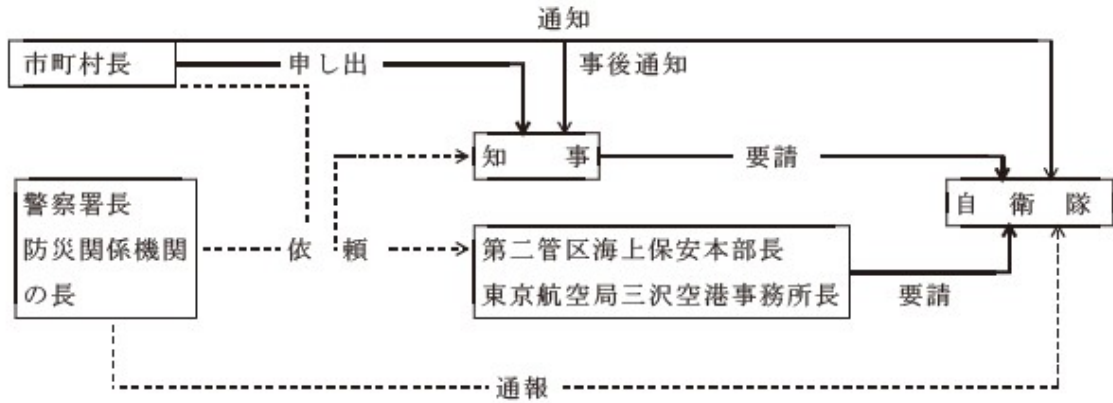 通知
市町村長
申し出
事後通知
知事
要請
警察署長
防災関係機関
の長
自衛隊
依頼
第二管区海上保安本部長
東京航空局三沢空港事務所長
要請
通報